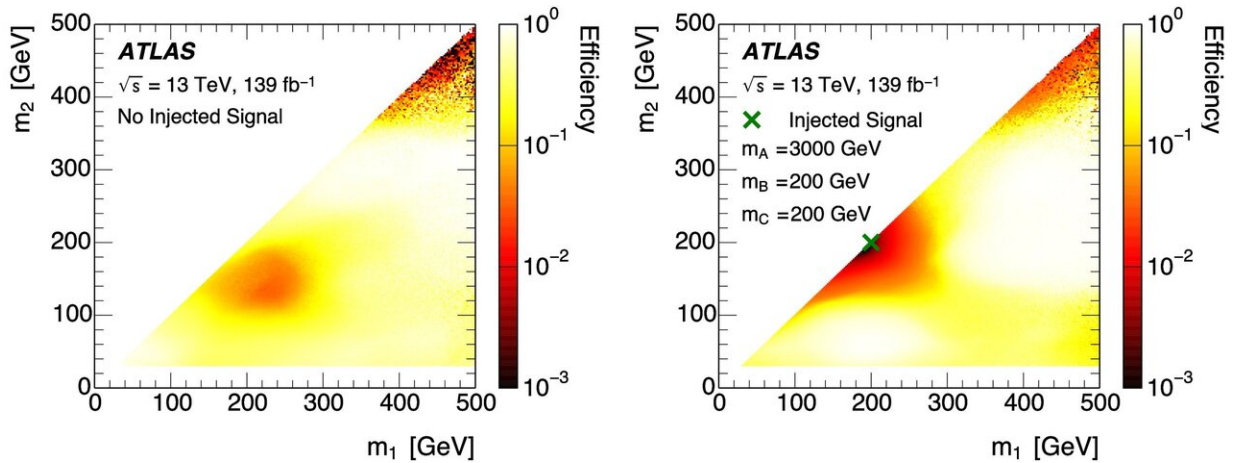 500
400
300
200
100
0
m₂ [GeV]
ATLAS
√s = 13 TeV, 139 fb⁻¹
No Injected Signal
0 100 200 300 400 500
m₁ [GeV]
10⁰
10⁻¹
10⁻²
10⁻³
Efficiency
500
400
300
200
100
0
m₂ [GeV]
ATLAS
√s = 13 TeV, 139 fb⁻¹
Injected Signal
m_A =3000 GeV
m_B =200 GeV
m_C =200 GeV
0 100 200 300 400 500
m₁ [GeV]
10⁰
10⁻¹
10⁻²
10⁻³
Efficiency